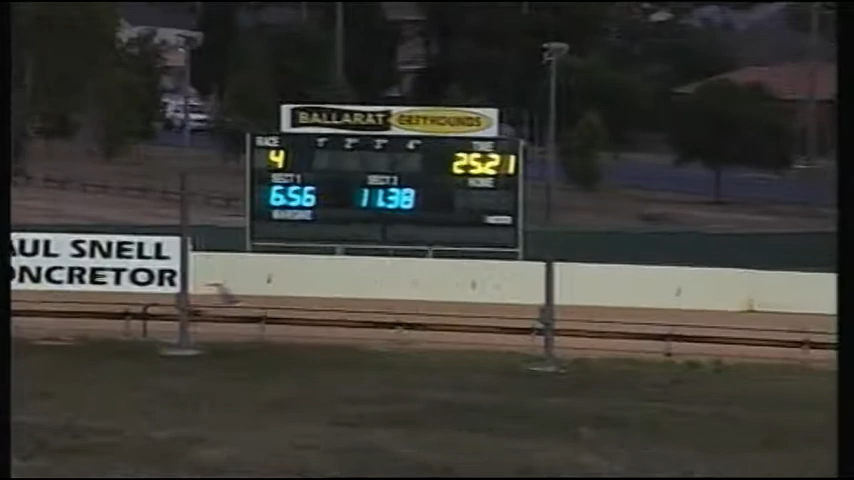 BALLARAT GREYHOUNDS
RACE 1st 2nd 3rd 4th TIME
4 25.21
SECT 1 SECT 2 HOME
6.56 11.38
AUL SNELL
ONCRETOR